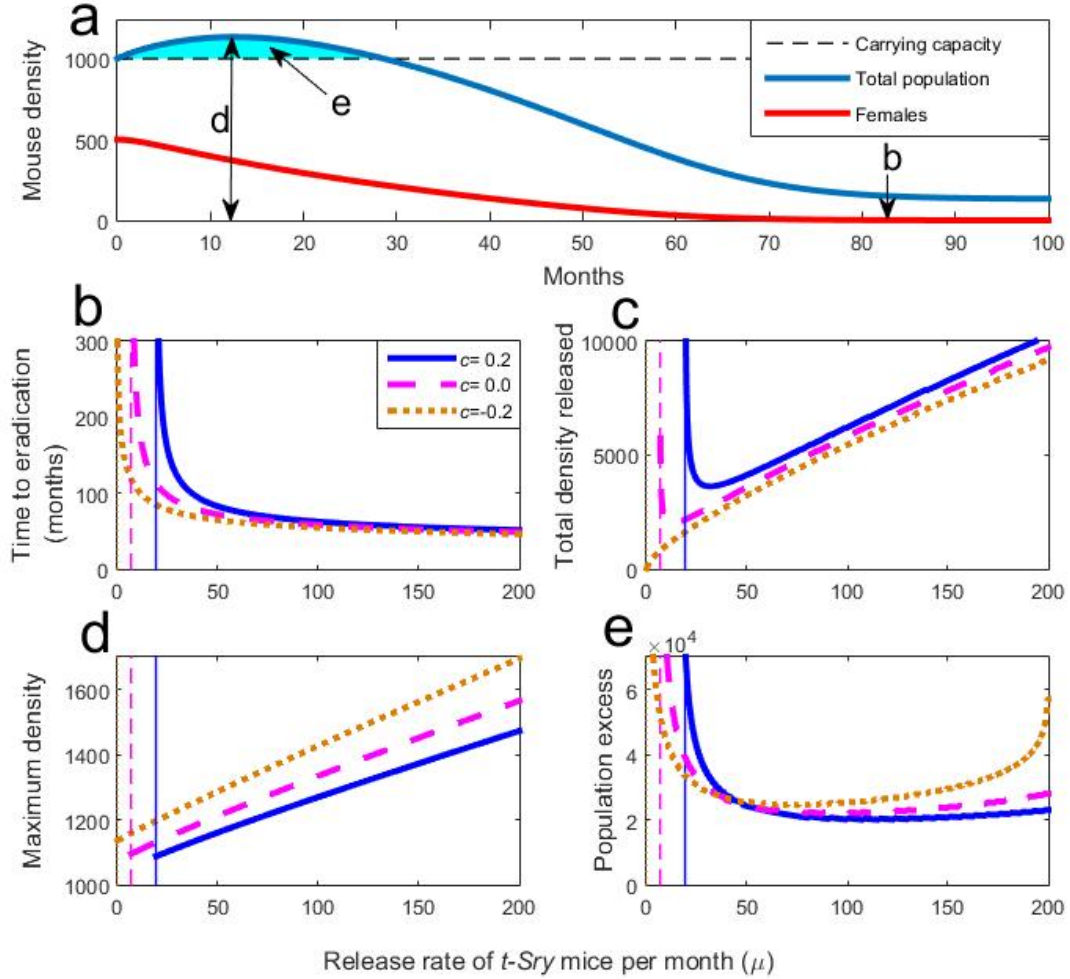 a
Mouse density
1000
500
0
d
e
b
Carrying capacity
Total population
Females
0 10 20 30 40 50 60 70 80 90 100
Months
b
Time to eradication
(months)
300
200
100
0
c= 0.2
c= 0.0
c=-0.2
0 50 100 150 200
c
Total density released
10000
5000
0
0 50 100 150 200
d
Maximum density
1600
1400
1200
1000
0 50 100 150 200
e
× 10^4
Population excess
6
4
2
0
0 50 100 150 200
Release rate of t-Sry mice per month (μ)